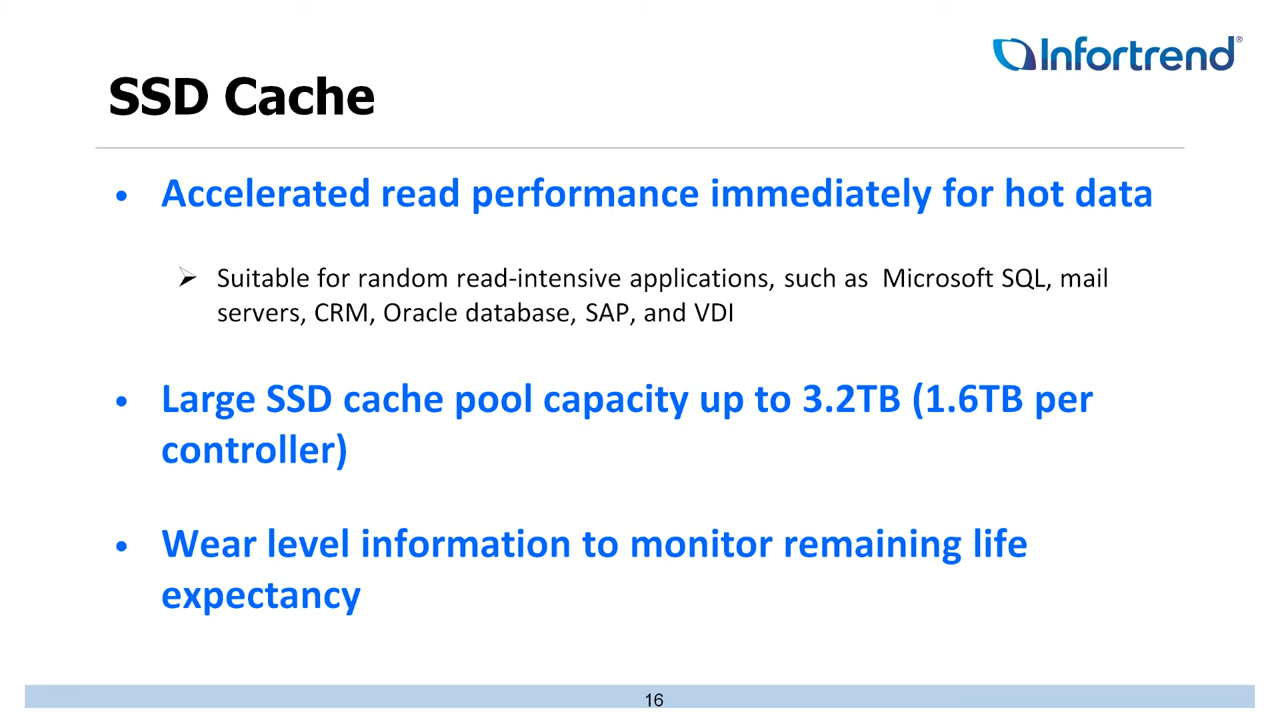 Infortrend®
SSD Cache
• Accelerated read performance immediately for hot data
➢ Suitable for random read-intensive applications, such as  Microsoft SQL, mail
servers, CRM, Oracle database, SAP, and VDI
• Large SSD cache pool capacity up to 3.2TB (1.6TB per
controller)
• Wear level information to monitor remaining life
expectancy
16